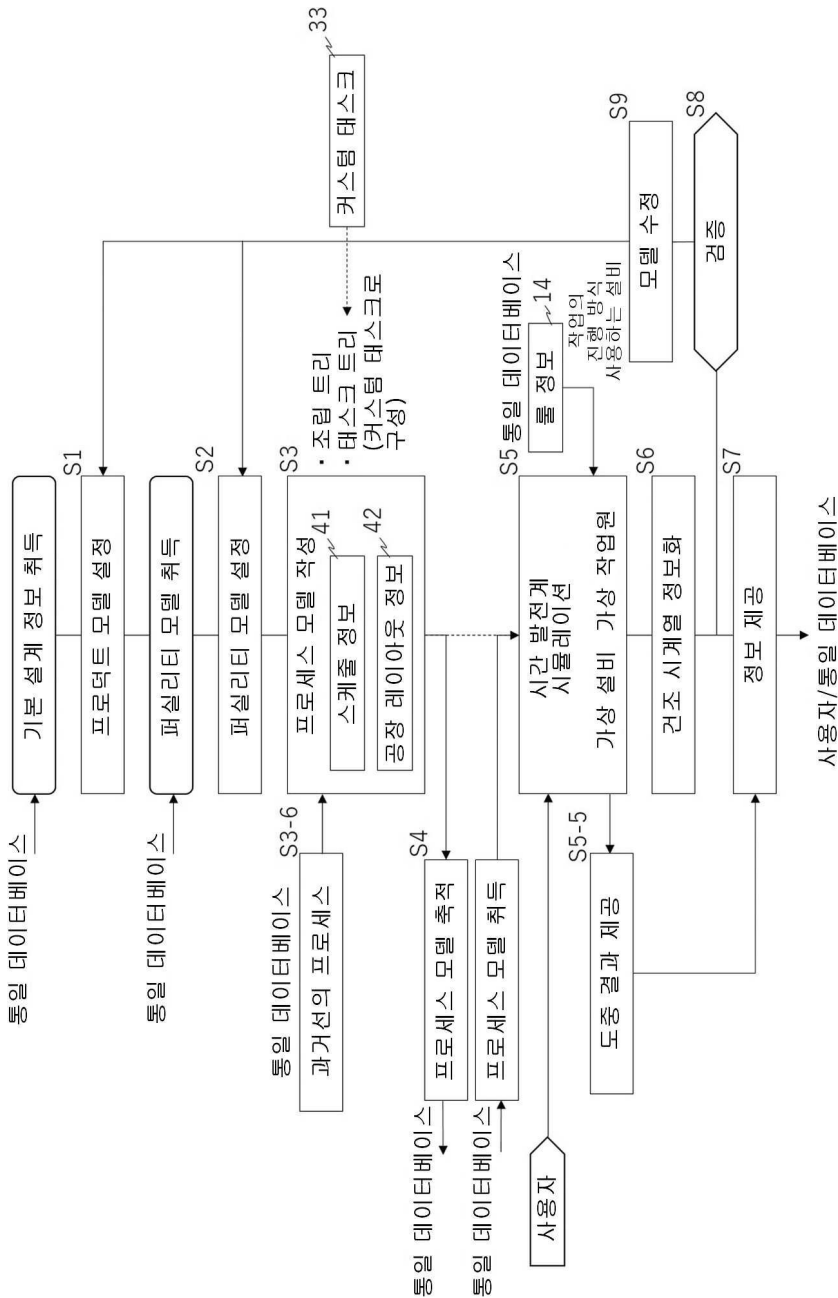 통일 데이터베이스
기본 설계 정보 취득
S1
프로덕트 모델 설정
통일 데이터베이스
퍼실리티 모델 취득
S2
퍼실리티 모델 설정
통일 데이터베이스
S3-6
과거선의 프로세스
S3
프로세스 모델 작성
41
스케줄 정보
42
공장 레이아웃 정보
· 조립 트리
· 태스크 트리
(커스텀 태스크로
구성)
33
커스텀 태스크
S4
프로세스 모델 축적
통일 데이터베이스
프로세스 모델 취득
통일 데이터베이스
사용자
S5
시간 발전계
시뮬레이션
가상 설비 가상 작업원
통일 데이터베이스
14
룰 정보
작업의
진행 방식
사용하는 설비
S5-5
도중 결과 제공
S6
건조 시계열 정보화
S7
정보 제공
S9
모델 수정
S8
검증
사용자/통일 데이터베이스